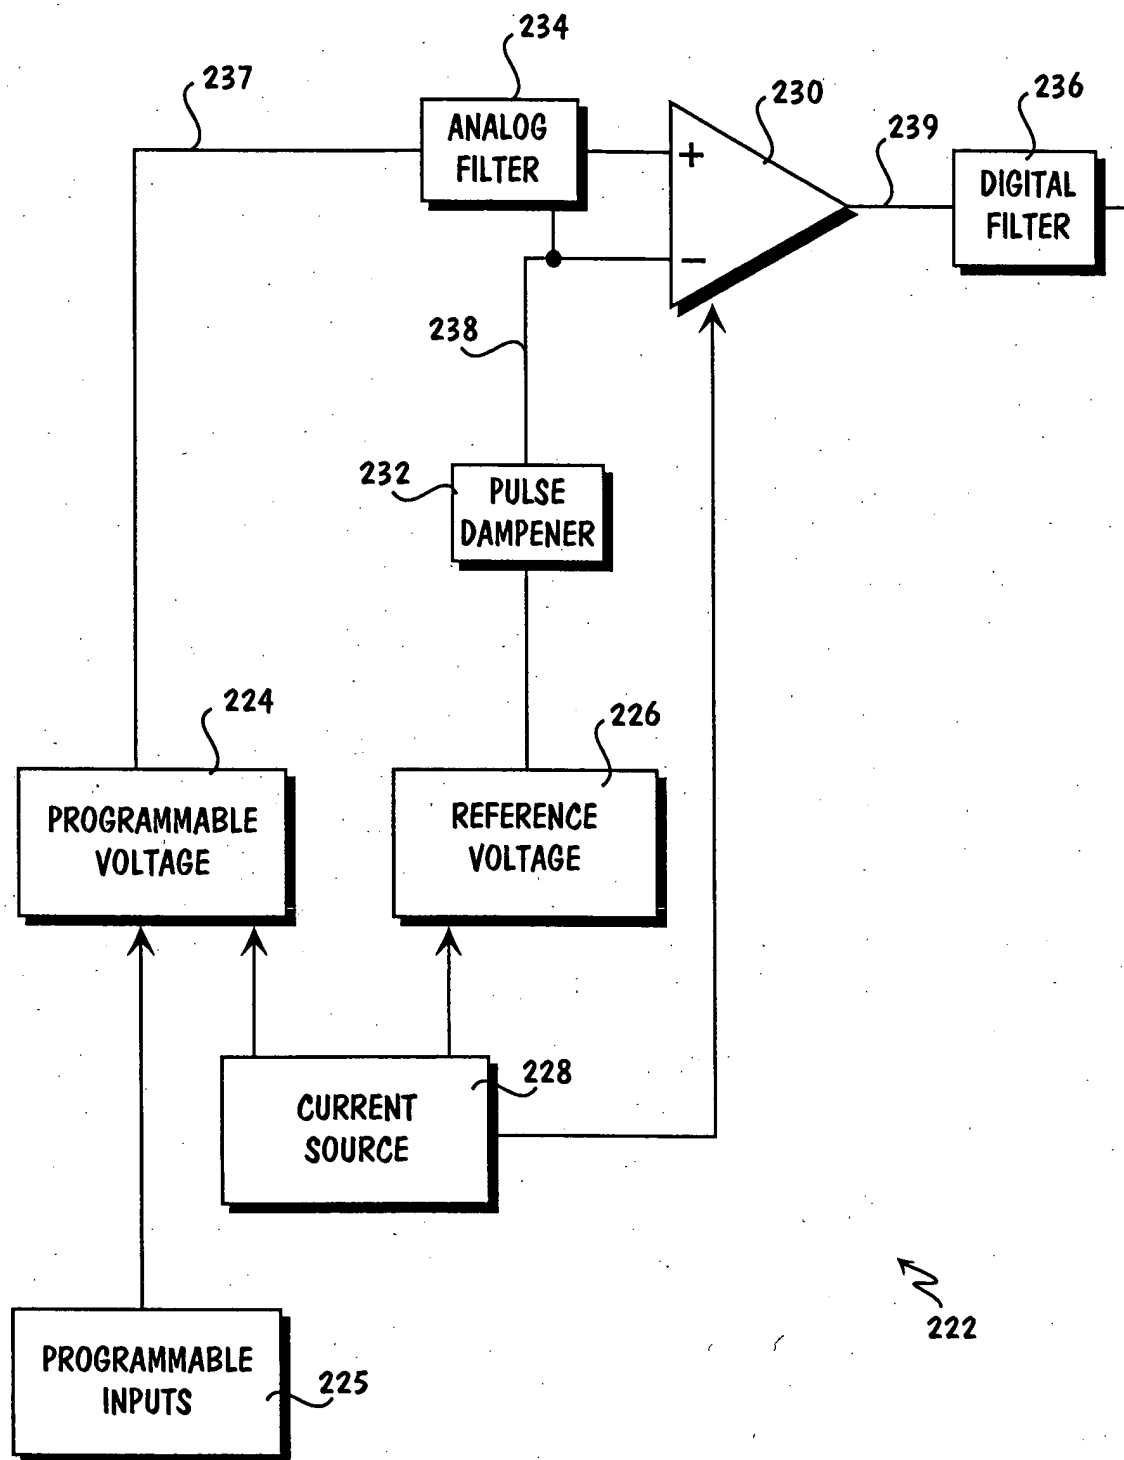 234
237
ANALOG
FILTER
230
239
236
DIGITAL
FILTER
+
−
238
232
PULSE
DAMPENER
224
226
PROGRAMMABLE
VOLTAGE
REFERENCE
VOLTAGE
228
CURRENT
SOURCE
222
PROGRAMMABLE
INPUTS
225